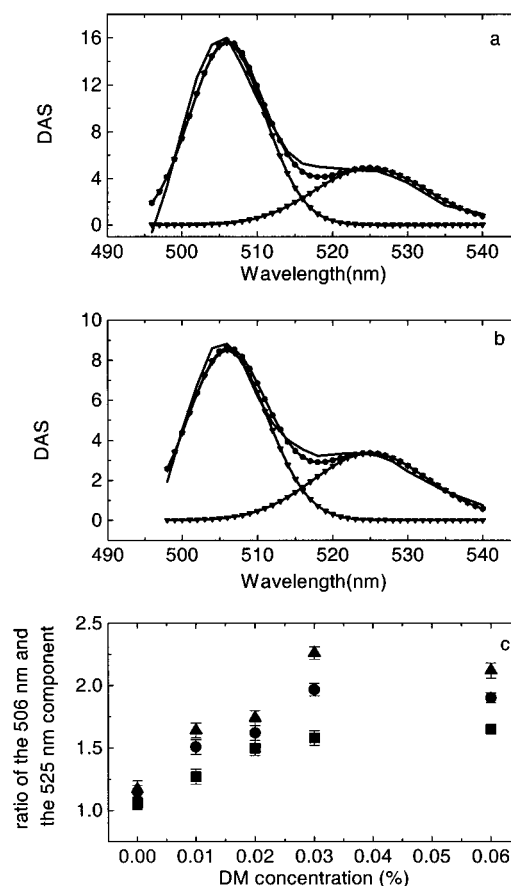 a
16
12
8
4
0
DAS
490 500 510 520 530 540
Wavelength(nm)
b
10
8
6
4
2
0
DAS
490 500 510 520 530 540
Wavelength(nm)
c
2.5
2.0
1.5
1.0
ratio of the 506 nm and
the 525 nm component
0.00 0.01 0.02 0.03 0.04 0.05 0.06
DM concentration (%)